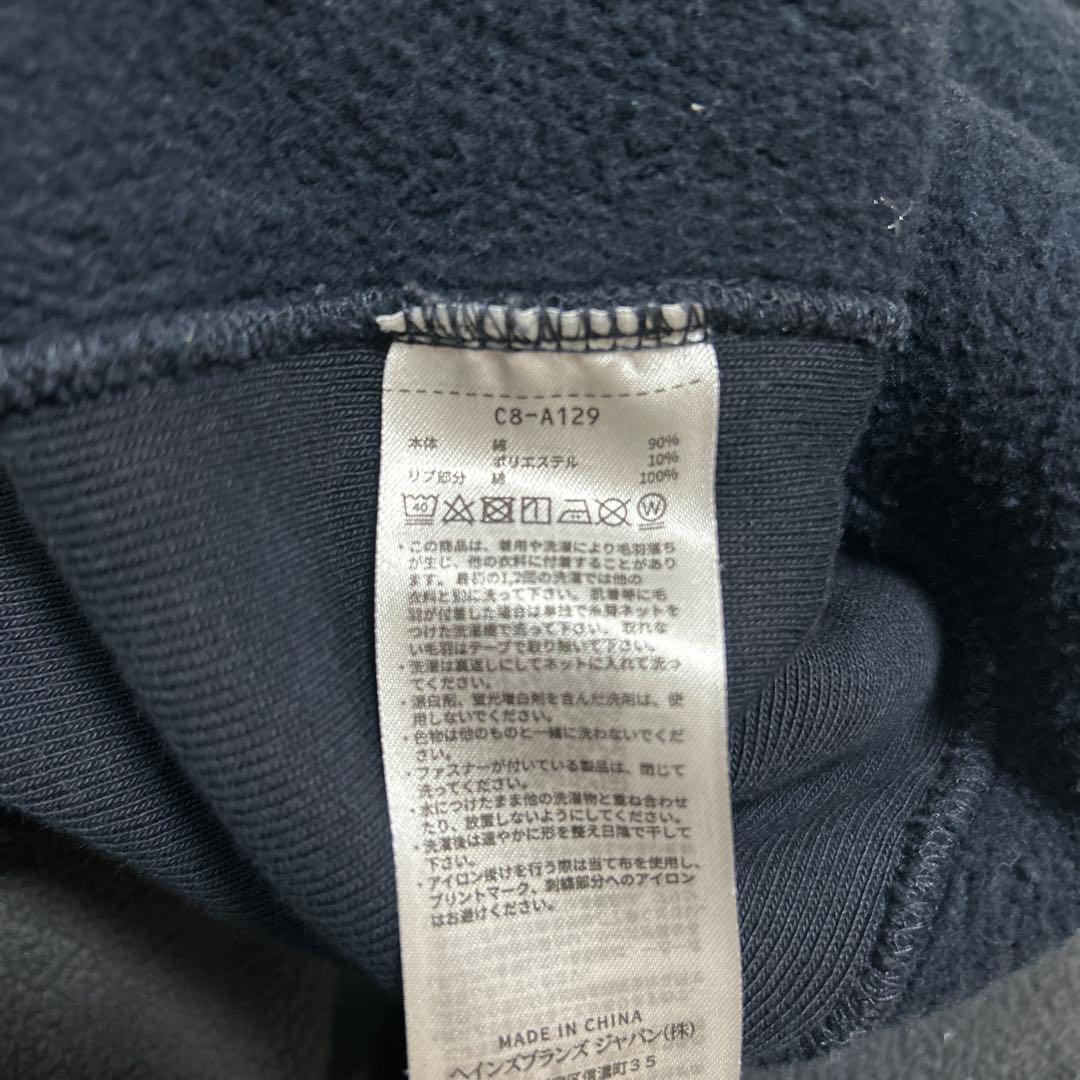 C8-A129
本体 綿 90%
ポリエステル 10%
リブ部分 綿 100%
40 W
・この商品は、着用や洗濯により毛羽落ち
が生じ、他の衣料に付着することがあり
ます。最初の1,2回の洗濯では他の
衣料と別に洗って下さい。肌着等に毛
羽が付着した場合は単独で糸屑ネットを
つけた洗濯機で洗って下さい。取れな
い毛羽はテープで取り除いて下さい。
・洗濯は裏返しにしてネットに入れて洗っ
てください。
・漂白剤、蛍光増白剤を含んだ洗剤は、使
用しないでください。
・色物は他のものと一緒に洗わないでくだ
さい。
・ファスナーが付いている製品は、閉じて
洗ってください。
・水につけたまま他の洗濯物と重ね合わせ
たり、放置しないようにしてください。
・洗濯後は速やかに形を整え日陰で干して
下さい。
・アイロン掛けを行う際は当て布を使用し、
プリントマーク、刺繍部分へのアイロン
はお避けください。
MADE IN CHINA
ヘインズブランズ ジャパン(株)
区信濃町35